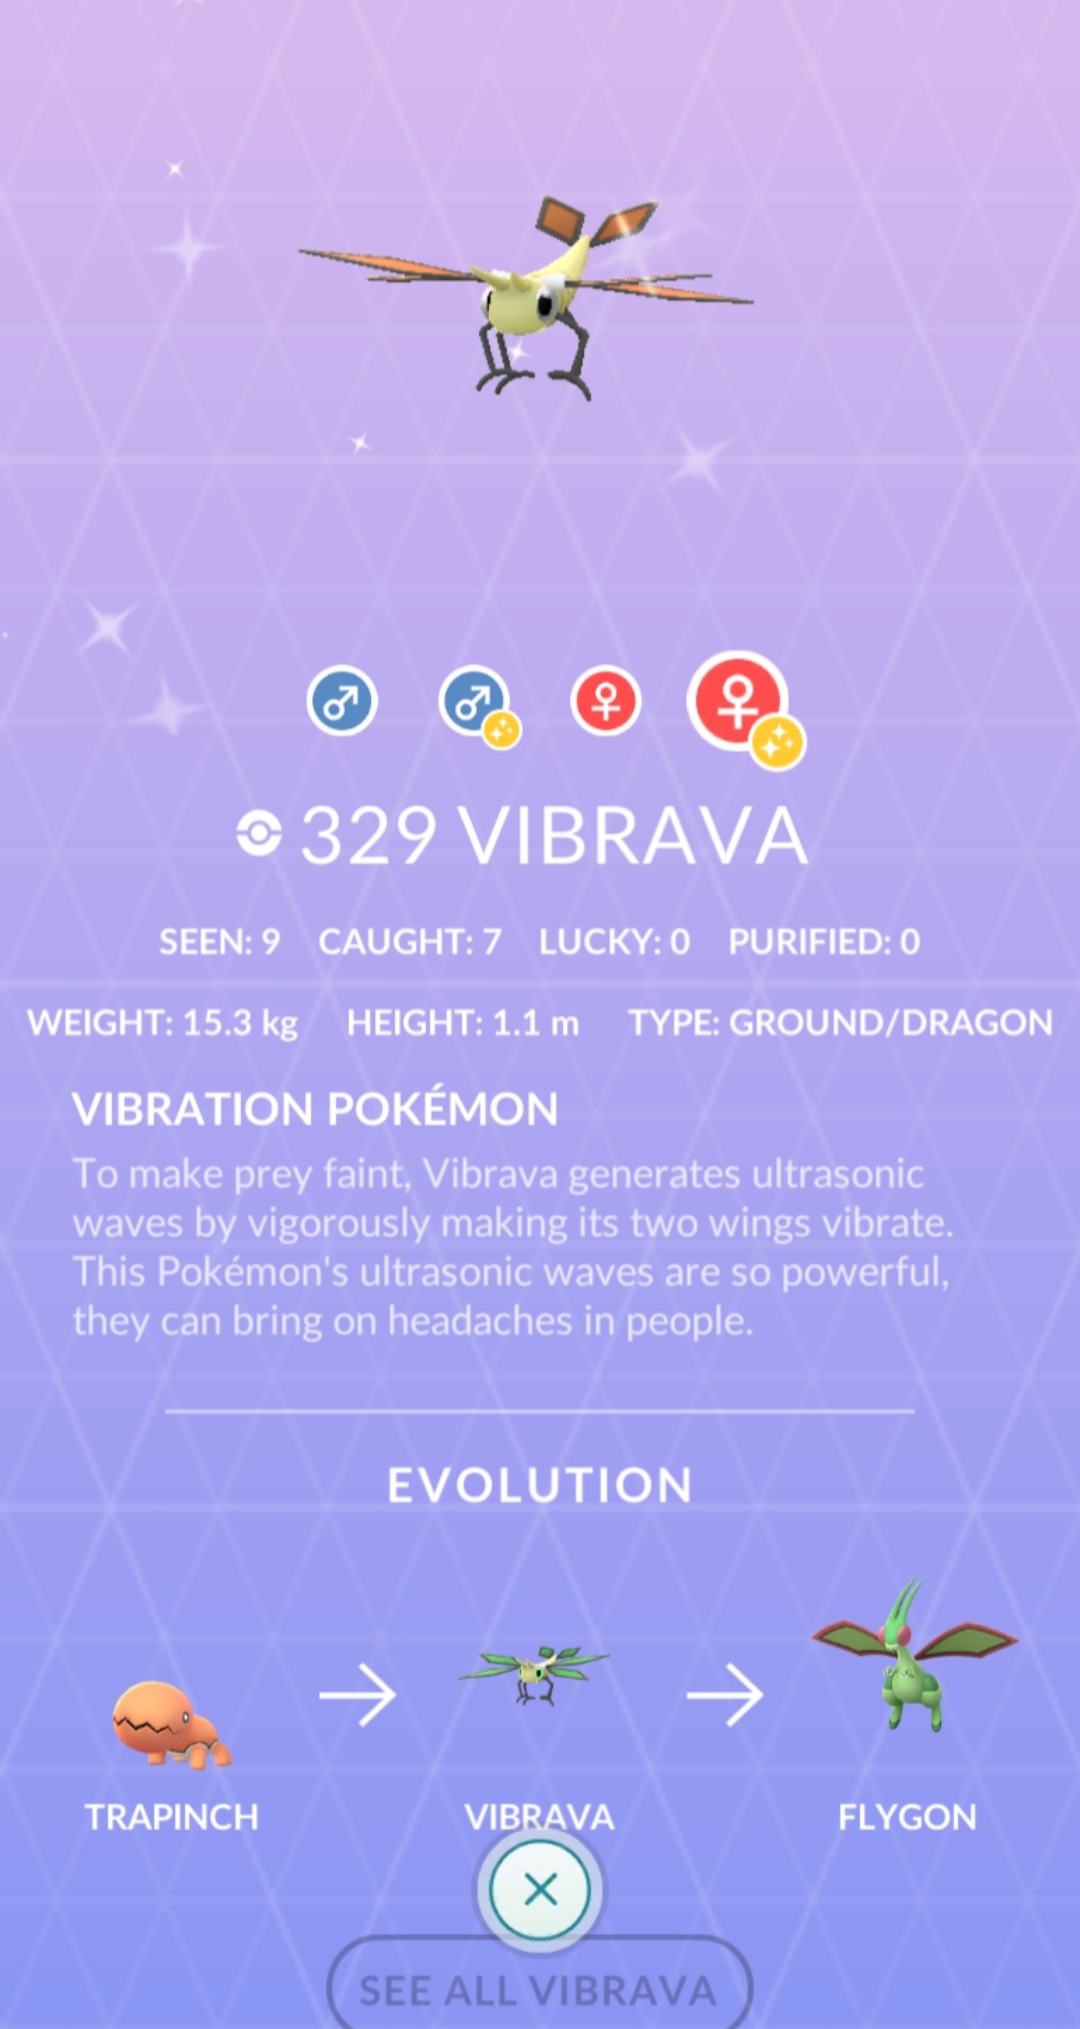 329 VIBRAVA
SEEN: 9 CAUGHT: 7 LUCKY: 0 PURIFIED: 0
WEIGHT: 15.3 kg HEIGHT: 1.1 m TYPE: GROUND/DRAGON
VIBRATION POKÉMON
To make prey faint, Vibrava generates ultrasonic
waves by vigorously making its two wings vibrate.
This Pokémon's ultrasonic waves are so powerful,
they can bring on headaches in people.
EVOLUTION
TRAPINCH VIBRAVA FLYGON
SEE ALL VIBRAVA